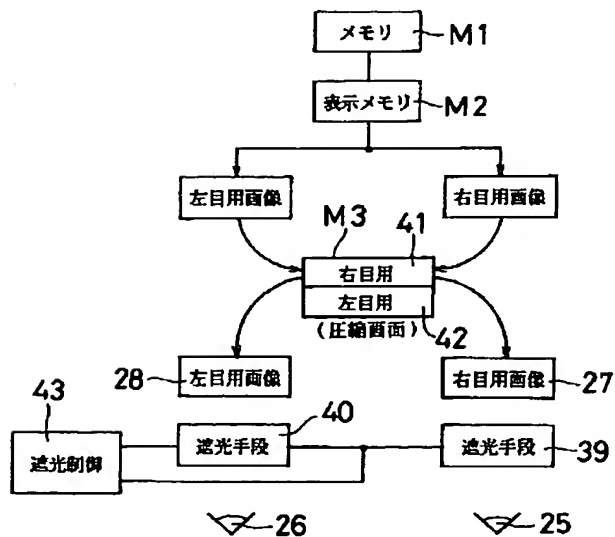 メモリ M1
表示メモリ M2
左目用画像 右目用画像
M3 41
右目用
左目用
(圧縮画面) 42
28 左目用画像 右目用画像 27
43 40
遮光制御 遮光手段 遮光手段 39
26 25